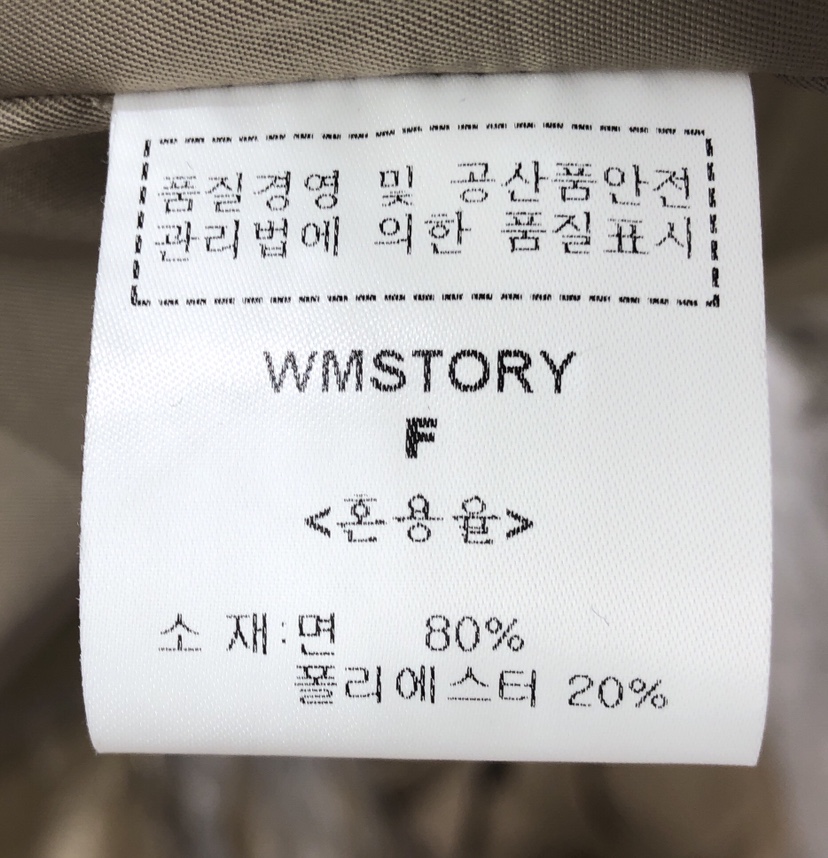 품질경영 및 공산품안전
관리법에 의한 품질표시
WMSTORY
F
<혼용율>
소 재:면 80%
폴리에스터 20%